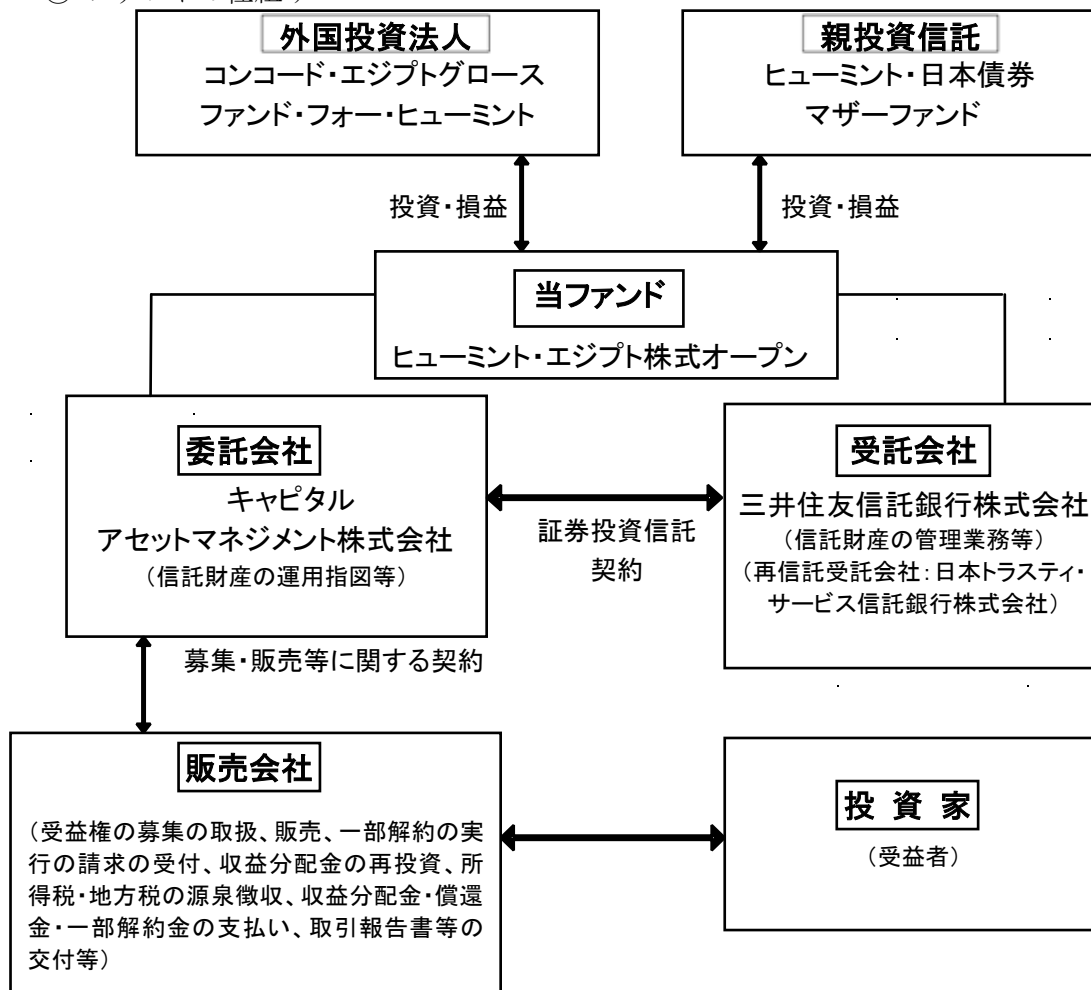 外国投資法人
コンコード・エジプトグロース
ファンド・フォー・ヒューミント
親投資信託
ヒューミント・日本債券
マザーファンド
投資・損益
投資・損益
当ファンド
ヒューミント・エジプト株式オープン
委託会社
キャピタル
アセットマネジメント株式会社
（信託財産の運用指図等）
証券投資信託
契約
受託会社
三井住友信託銀行株式会社
（信託財産の管理業務等）
（再信託受託会社：日本トラスティ・
サービス信託銀行株式会社）
募集・販売等に関する契約
販売会社
（受益権の募集の取扱、販売、一部解約の実
行の請求の受付、収益分配金の再投資、所
得税・地方税の源泉徴収、収益分配金・償還
金・一部解約金の支払い、取引報告書等の
交付等）
投 資 家
（受益者）